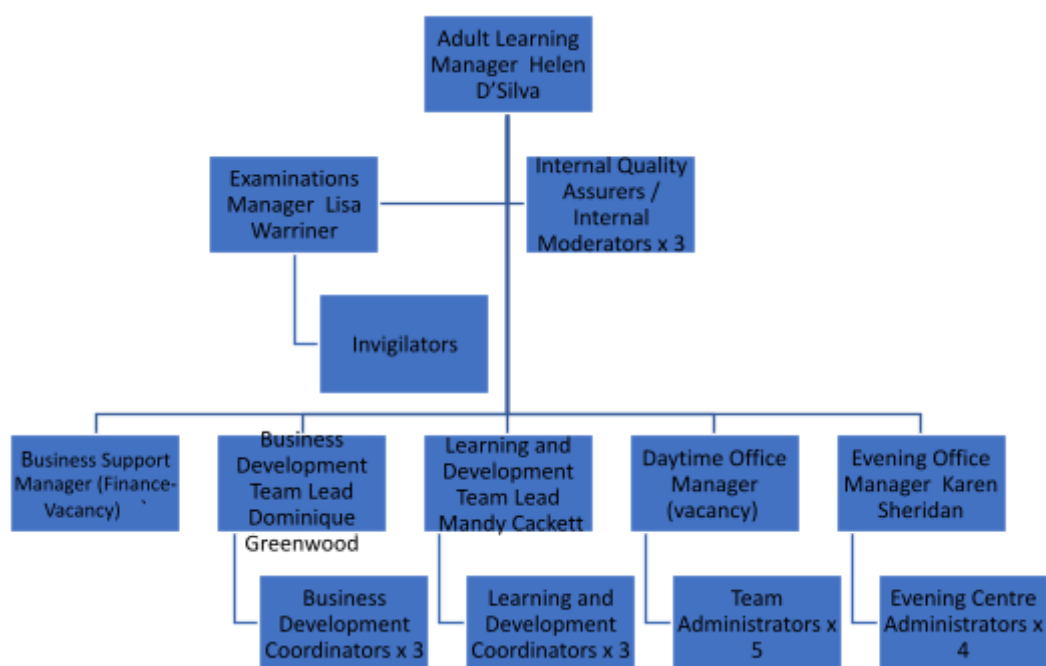 Adult Learning
Manager  Helen
D’Silva
Examinations
Manager  Lisa
Warriner
Internal Quality
Assurers /
Internal
Moderators x 3
Invigilators
Business Support
Manager (Finance-
Vacancy)    `
Business
Development
Team Lead
Dominique
Greenwood
Learning and
Development
Team Lead
Mandy Cackett
Daytime Office
Manager
(vacancy)
Evening Office
Manager  Karen
Sheridan
Business
Development
Coordinators x 3
Learning and
Development
Coordinators x 3
Team
Administrators x
5
Evening Centre
Administrators x
4